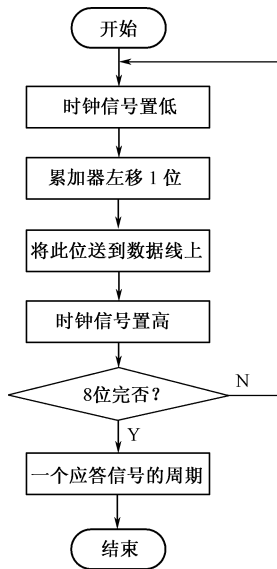 开始
时钟信号置低
累加器左移1位
将此位送到数据线上
时钟信号置高
8位完否?
N
Y
一个应答信号的周期
结束